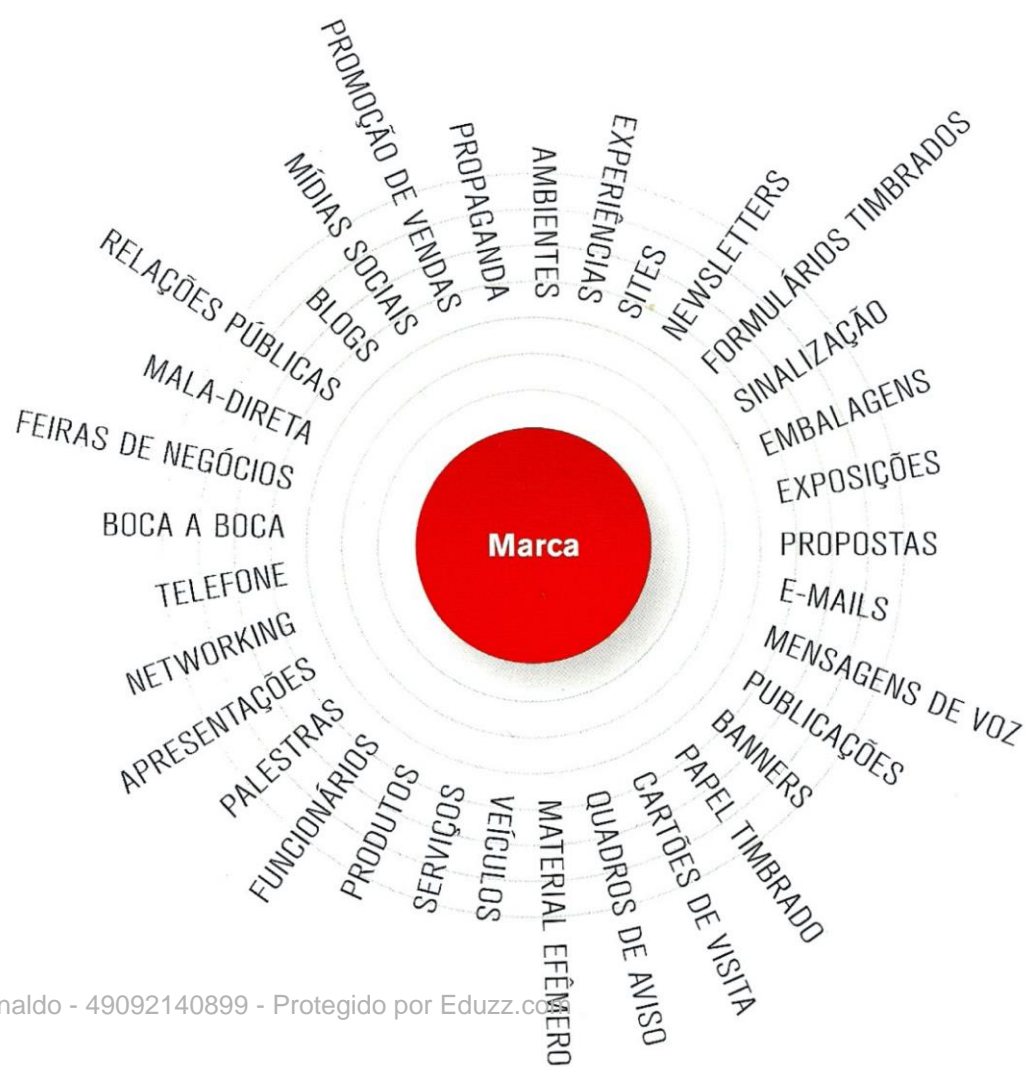 Marca
AMBIENTES
EXPERIÊNCIAS
SITES
NEWSLETTERS
FORMULÁRIOS TIMBRADOS
SINALIZAÇÃO
EMBALAGENS
EXPOSIÇÕES
PROPOSTAS
E-MAILS
MENSAGENS DE VOZ
PUBLICAÇÕES
BANNERS
PAPEL TIMBRADO
CARTÕES DE VISITA
QUADROS DE AVISO
MATERIAL EFÊMERO
VEÍCULOS
SERVIÇOS
PRODUTOS
FUNCIONÁRIOS
PALESTRAS
APRESENTAÇÕES
NETWORKING
TELEFONE
BOCA A BOCA
FEIRAS DE NEGÓCIOS
MALA-DIRETA
RELAÇÕES PÚBLICAS
BLOGS
MÍDIAS SOCIAIS
PROMOÇÃO DE VENDAS
PROPAGANDA
naldo - 49092140899 - Protegido por Eduzz.com